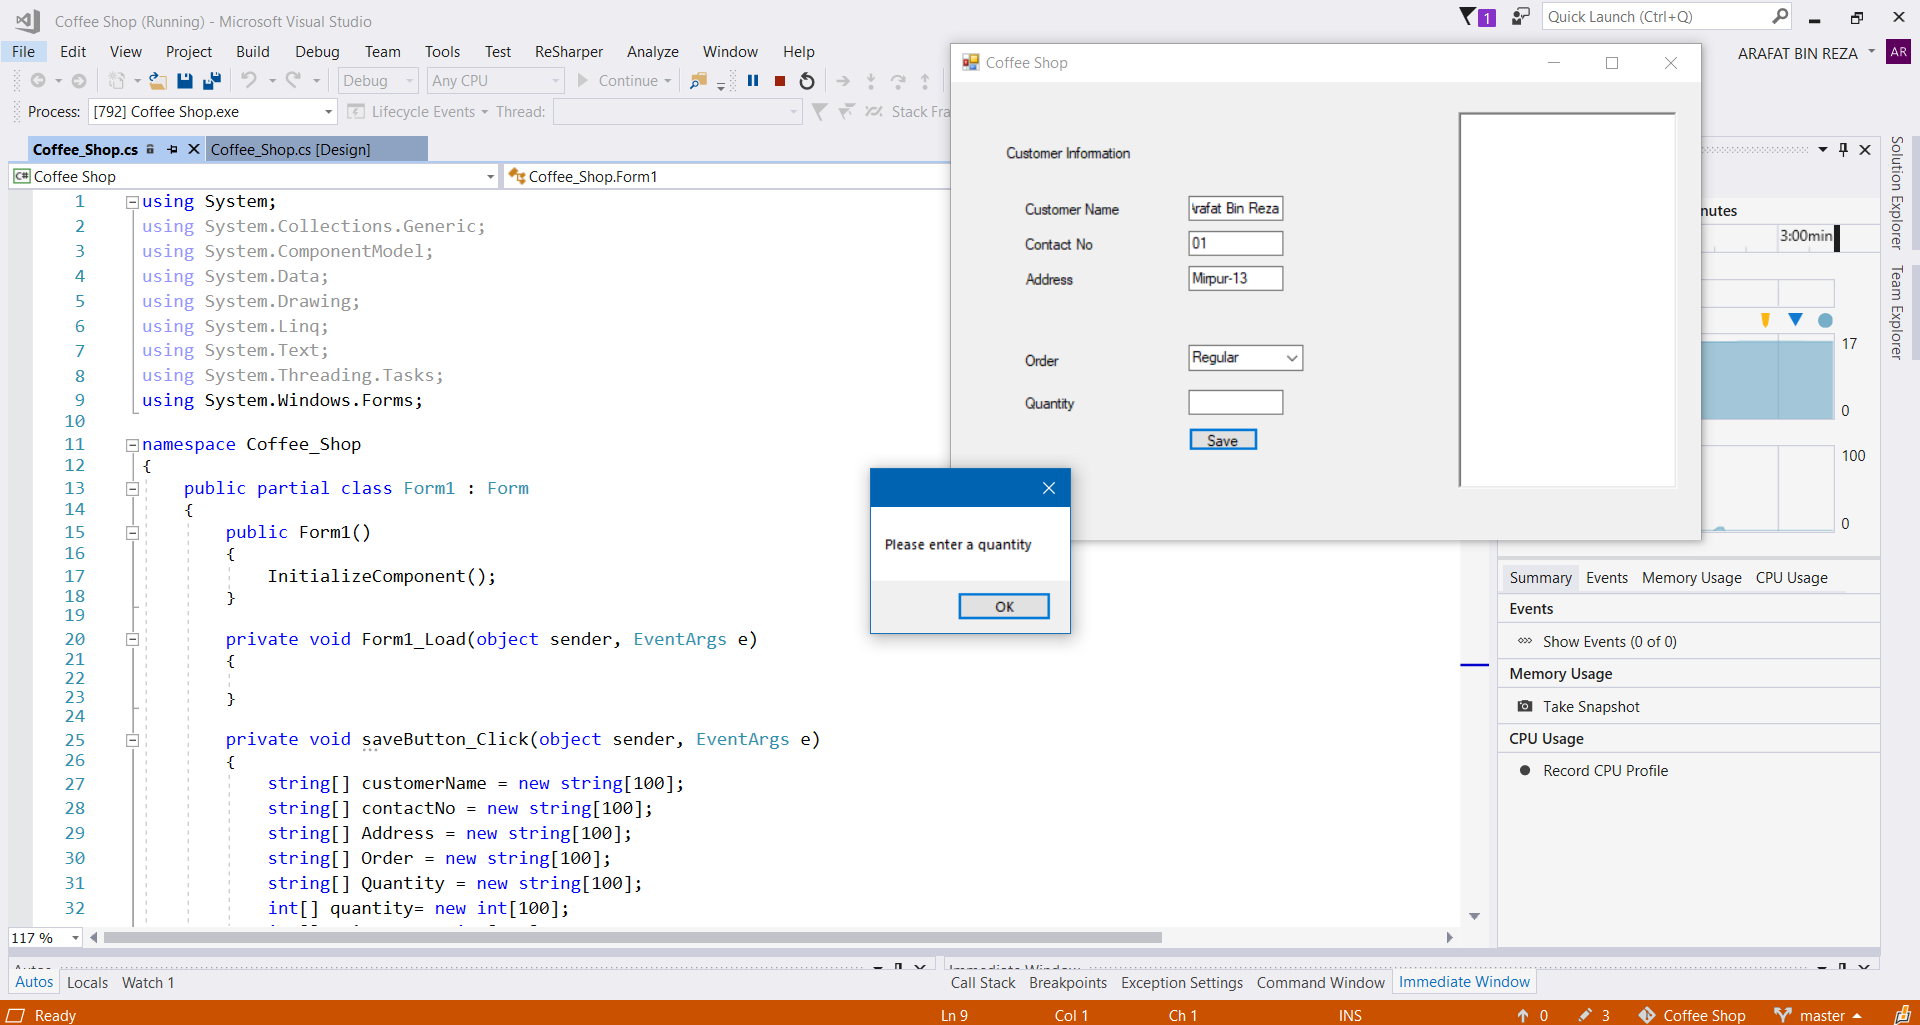 Coffee Shop (Running) - Microsoft Visual Studio
1
Quick Launch (Ctrl+Q)
File Edit View Project Build Debug Team Tools Test ReSharper Analyze Window Help
ARAFAT BIN REZA AR
Debug Any CPU Continue
Process: [792] Coffee Shop.exe Lifecycle Events Thread: Stack Fra
Coffee_Shop.cs Coffee_Shop.cs [Design]
C# Coffee Shop Coffee_Shop.Form1
1 using System;
2 using System.Collections.Generic;
3 using System.ComponentModel;
4 using System.Data;
5 using System.Drawing;
6 using System.Linq;
7 using System.Text;
8 using System.Threading.Tasks;
9 using System.Windows.Forms;
10
11 namespace Coffee_Shop
12 {
13 public partial class Form1 : Form
14 {
15 public Form1()
16 {
17 InitializeComponent();
18 }
19
20 private void Form1_Load(object sender, EventArgs e)
21 {
22
23 }
24
25 private void saveButton_Click(object sender, EventArgs e)
26 {
27 string[] customerName = new string[100];
28 string[] contactNo = new string[100];
29 string[] Address = new string[100];
30 string[] Order = new string[100];
31 string[] Quantity = new string[100];
32 int[] quantity= new int[100];
117 %
Coffee Shop
Customer Information
Customer Name Arafat Bin Reza
Contact No 01
Address Mirpur-13
Order Regular
Quantity
Save
Please enter a quantity
OK
nutes
3:00min
17
0
100
0
Solution Explorer
Team Explorer
Summary Events Memory Usage CPU Usage
Events
Show Events (0 of 0)
Memory Usage
Take Snapshot
CPU Usage
Record CPU Profile
Autos
Immediate Window
Autos Locals Watch 1
Call Stack Breakpoints Exception Settings Command Window Immediate Window
Ready Ln 9 Col 1 Ch 1 INS 0 3 Coffee Shop master